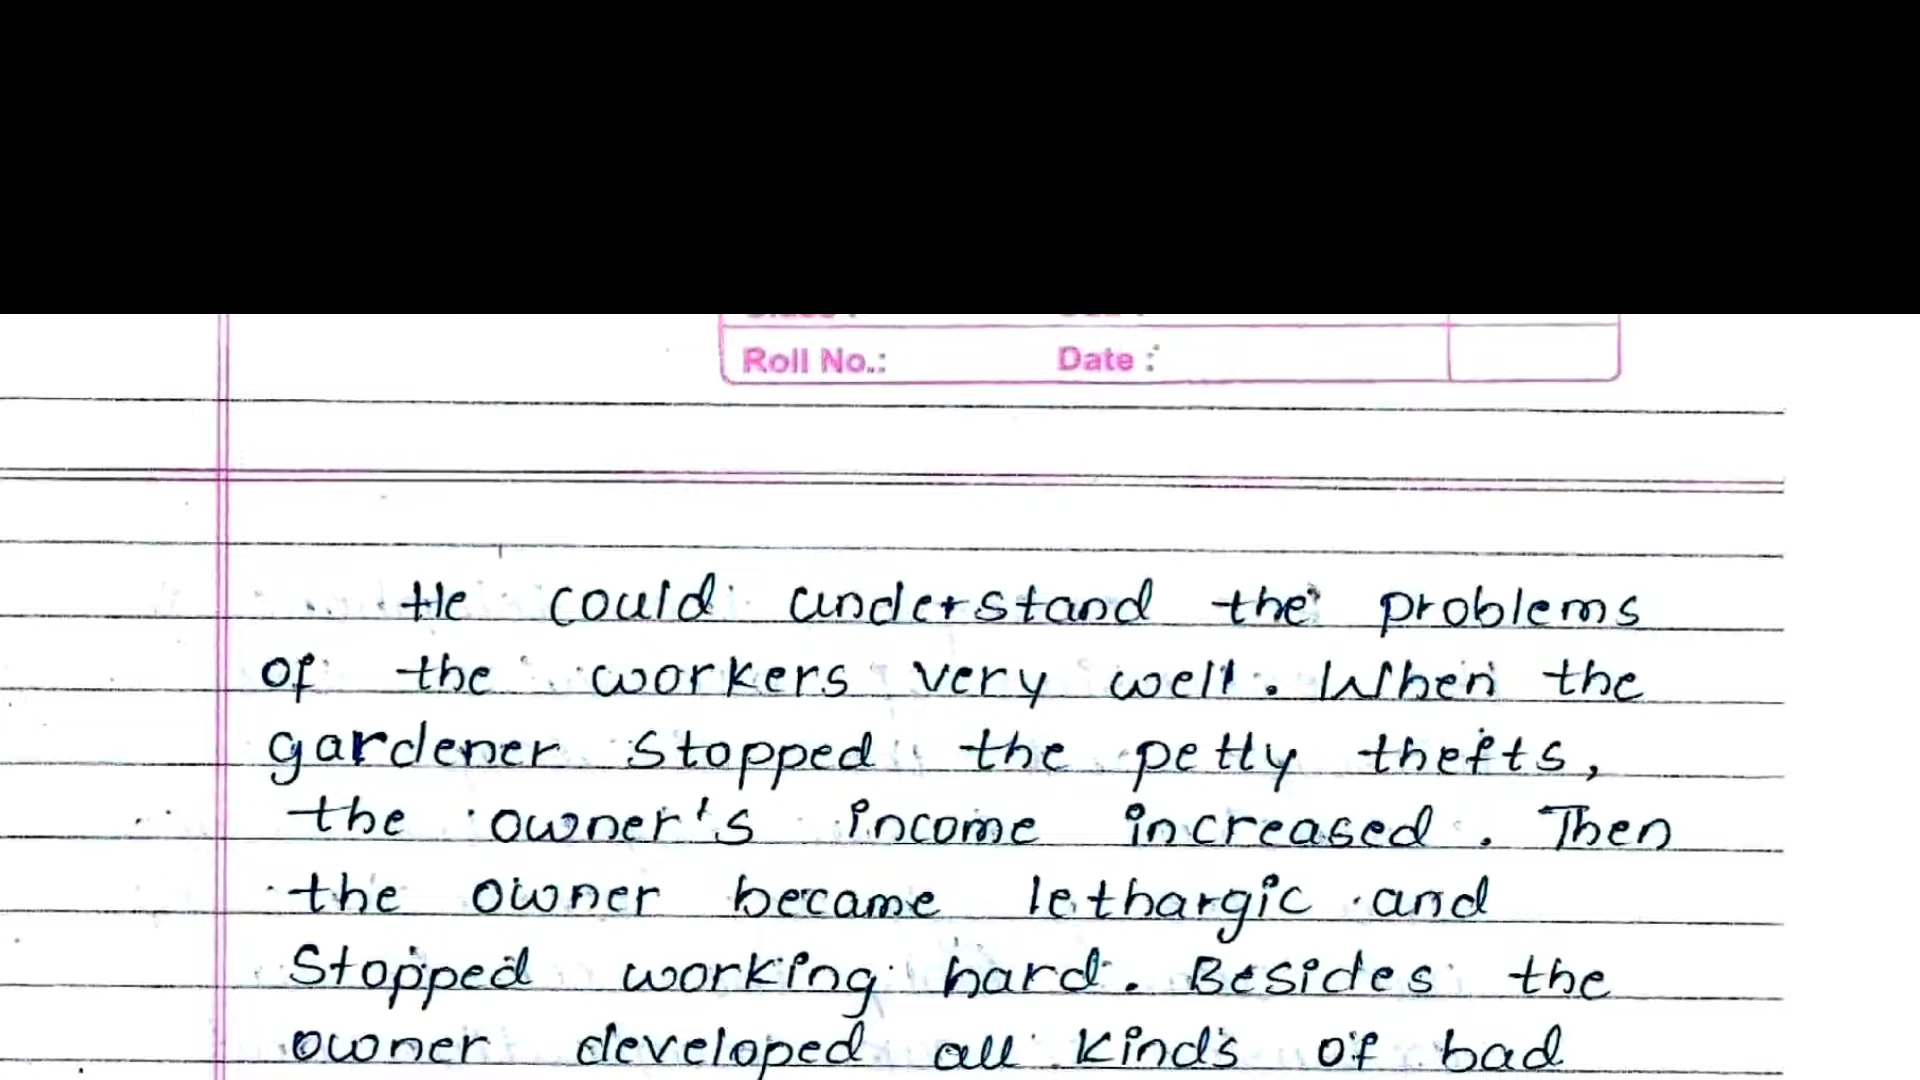 Roll No.: Date :
He could understand the problems
of the workers very well. When the
gardener stopped the petty thefts,
the owner's income increased. Then
the owner became lethargic and
stopped working hard. Besides the
owner developed all kinds of bad